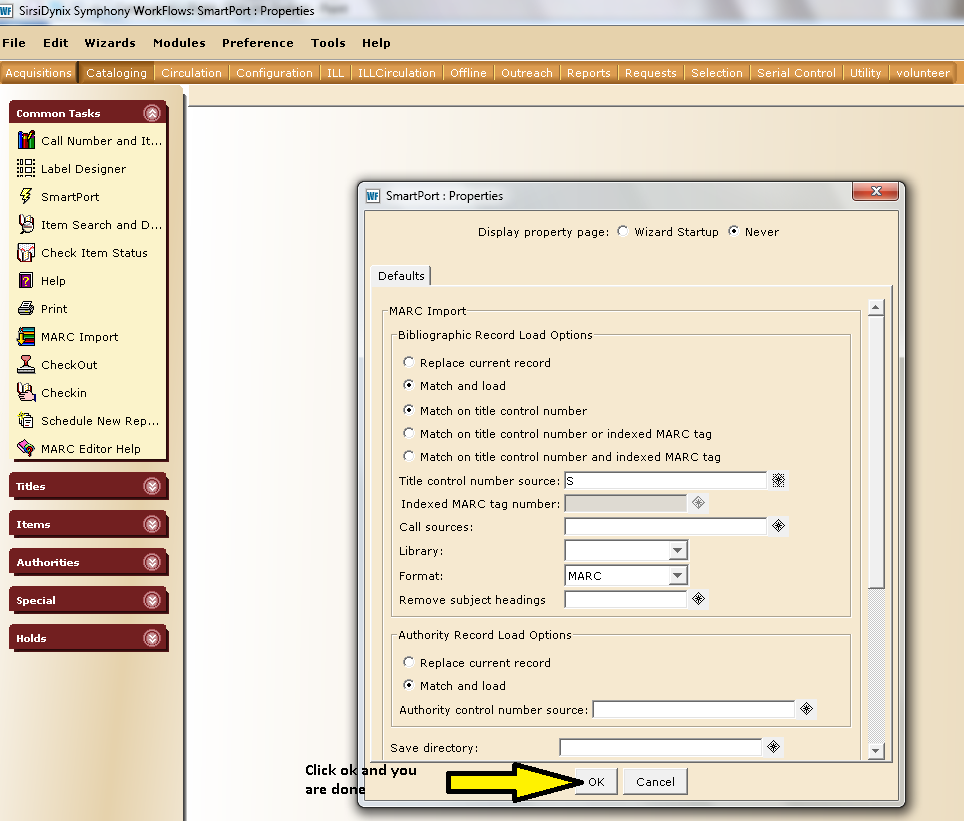 WF SirsiDynix Symphony WorkFlows: SmartPort : Properties
File Edit Wizards Modules Preference Tools Help
Acquisitions Cataloging Circulation Configuration ILL ILLCirculation Offline Outreach Reports Requests Selection Serial Control Utility volunteer
Common Tasks
Call Number and It...
Label Designer
SmartPort
Item Search and D...
Check Item Status
Help
Print
MARC Import
CheckOut
Checkin
Schedule New Rep...
MARC Editor Help
Titles
Items
Authorities
Special
Holds
WF SmartPort : Properties
Display property page: Wizard Startup Never
Defaults
MARC Import
Bibliographic Record Load Options
Replace current record
Match and load
Match on title control number
Match on title control number or indexed MARC tag
Match on title control number and indexed MARC tag
Title control number source: S
Indexed MARC tag number:
Call sources:
Library:
Format: MARC
Remove subject headings
Authority Record Load Options
Replace current record
Match and load
Authority control number source:
Save directory:
Click ok and you
are done
OK Cancel